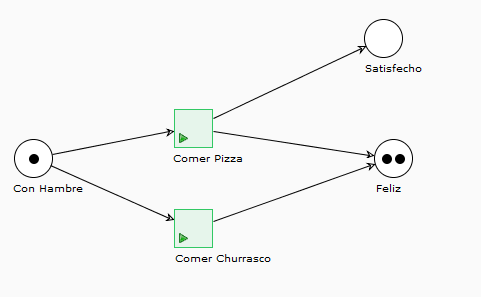 Satisfecho
Comer Pizza
Con Hambre
Feliz
Comer Churrasco